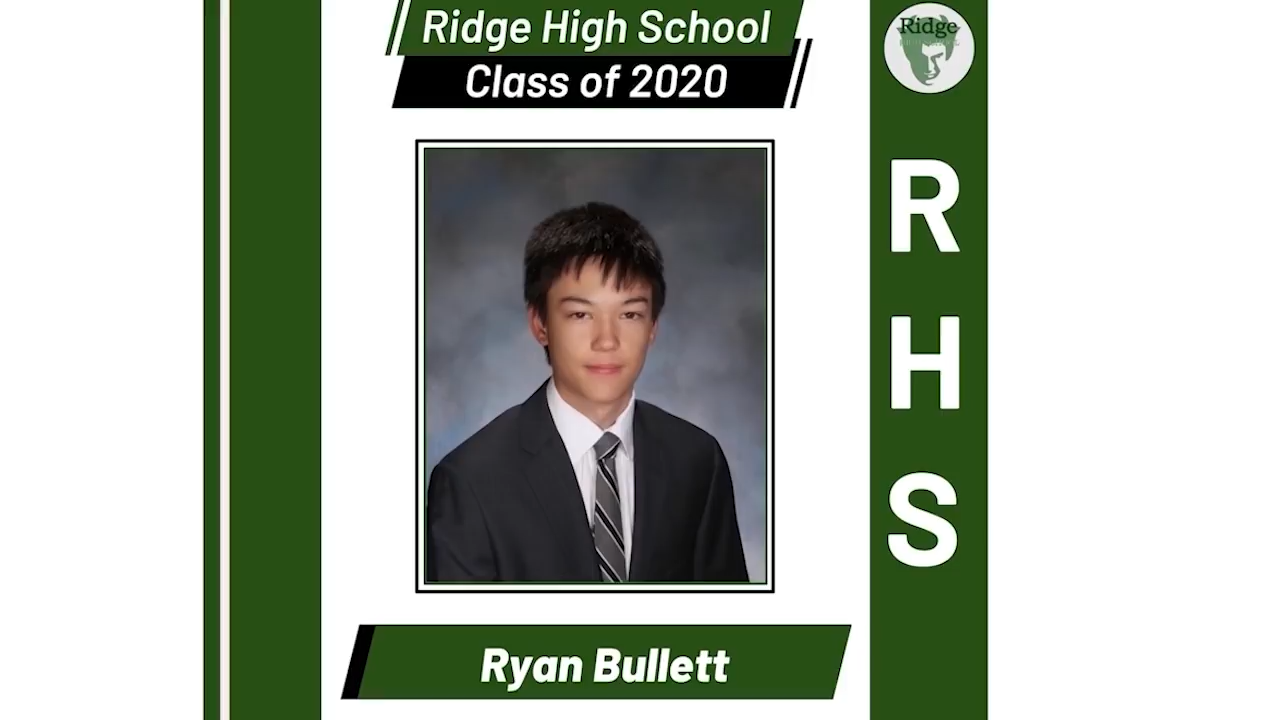 Ridge High School
Class of 2020
Ridge
R
H
S
Ryan Bullett